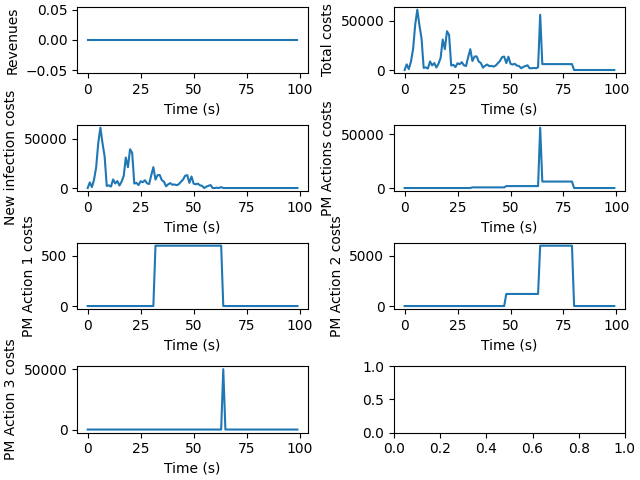 Revenues
0.05
0.00
−0.05
0 25 50 75 100
Time (s)
Total costs
50000
0
0 25 50 75 100
Time (s)
New infection costs
50000
0
0 25 50 75 100
Time (s)
PM Actions costs
50000
0
0 25 50 75 100
Time (s)
PM Action 1 costs
500
0
0 25 50 75 100
Time (s)
PM Action 2 costs
5000
0
0 25 50 75 100
Time (s)
PM Action 3 costs
50000
0
0 25 50 75 100
Time (s)
1.0
0.5
0.0
0.0 0.2 0.4 0.6 0.8 1.0